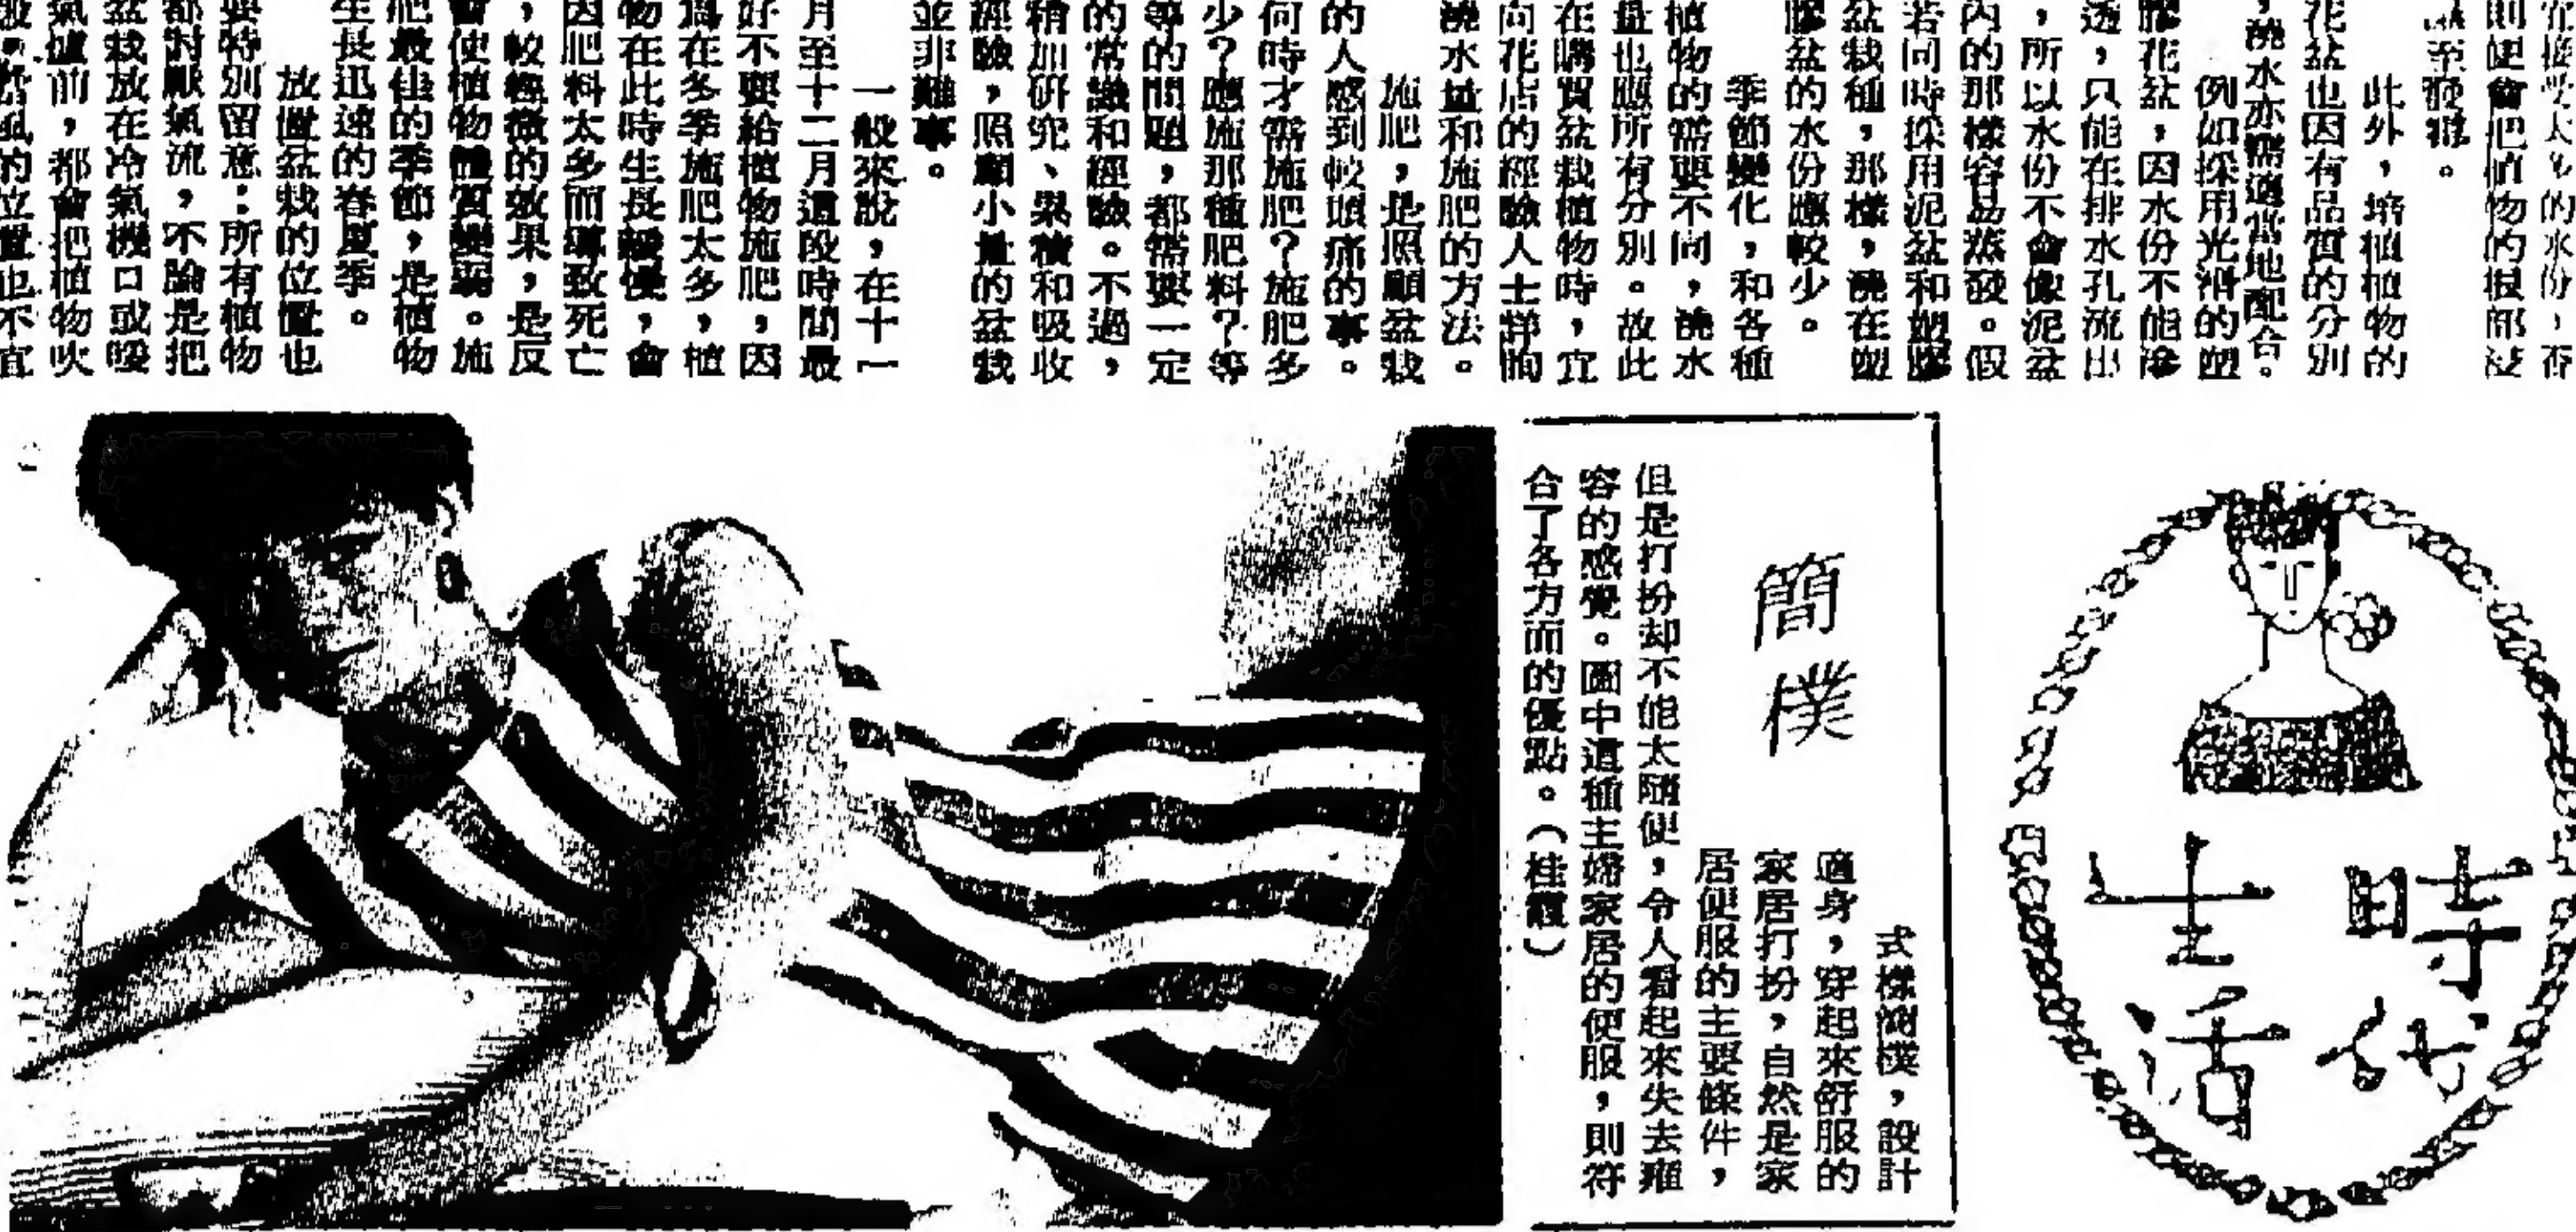 則便會把植物的根部浸
此外，培植植物的
花盆也因有品質的分別
，澆水亦需適當地配合。
例如採用光滑的塑
膠花盆，因水份不能滲
透，只能在排水孔流出
，所以水份不會像泥盆
內的那樣容易蒸發。假
若同時採用泥盆和塑膠
盆栽種，那樣，澆在塑
膠盆的水份應較少。
季節變化，和各種
植物的需要不同，澆水
量也應所有分別。故此
在購買盆栽植物時，宜
向花店的經驗人士詳詢
澆水量和施肥的方法。
施肥，是照顧盆栽
的人感到較頭痛的事。
何時才需施肥？施肥多
少？應施那種肥料？等
等的問題，都需要一定
的常識和經驗。不過，
稍加研究、累積和吸收
經驗，照顧小量的盆栽
並非難事。
一般來說，在十一
月至十二月這段時間最
好不要給植物施肥，因
為在冬季施肥太多，植
物在此時生長緩慢，會
因肥料太多而導致死亡
，較輕微的效果，是反
會使植物體質變弱。施
肥最佳的季節，是植物
生長迅速的春夏季。
放置盆栽的位置也
要特別留意：所有植物
都討厭氣流，不論是把
盆栽放在冷氣機口或暖
氣爐前，都會把植物吹
的位置也不宜
時代
生活
簡樸
式樣簡樸，設計
適身，穿起來舒服的
家居打扮，自然是家
居便服的主要條件，
但是打扮却不能太隨便，令人看起來失去雍
容的感覺。圖中這種主婦家居的便服，則符
合了各方面的優點。（桂霞）